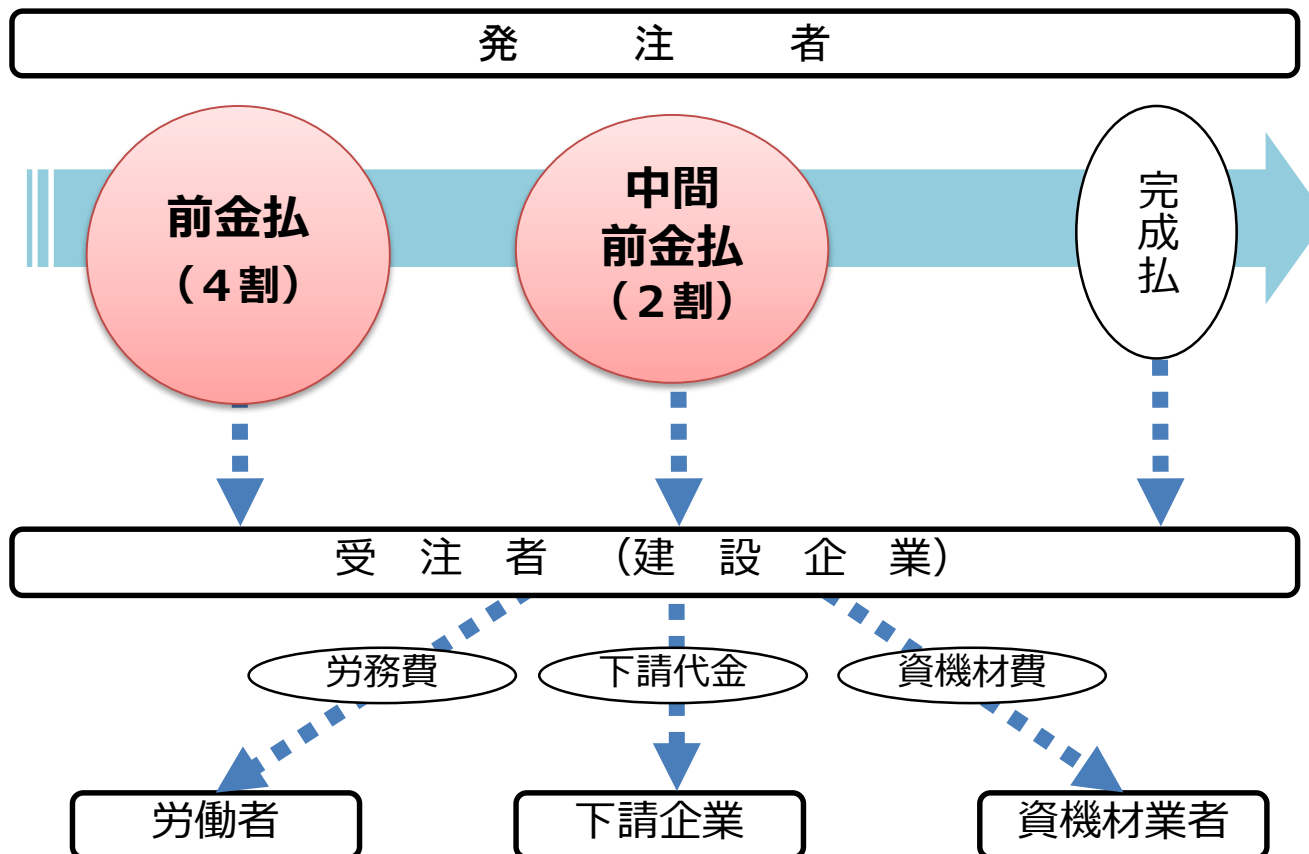 発 注 者
前金払
（４割）
中間
前金払
（２割）
完成払
受 注 者 （建 設 企 業）
労務費
下請代金
資機材費
労働者
下請企業
資機材業者